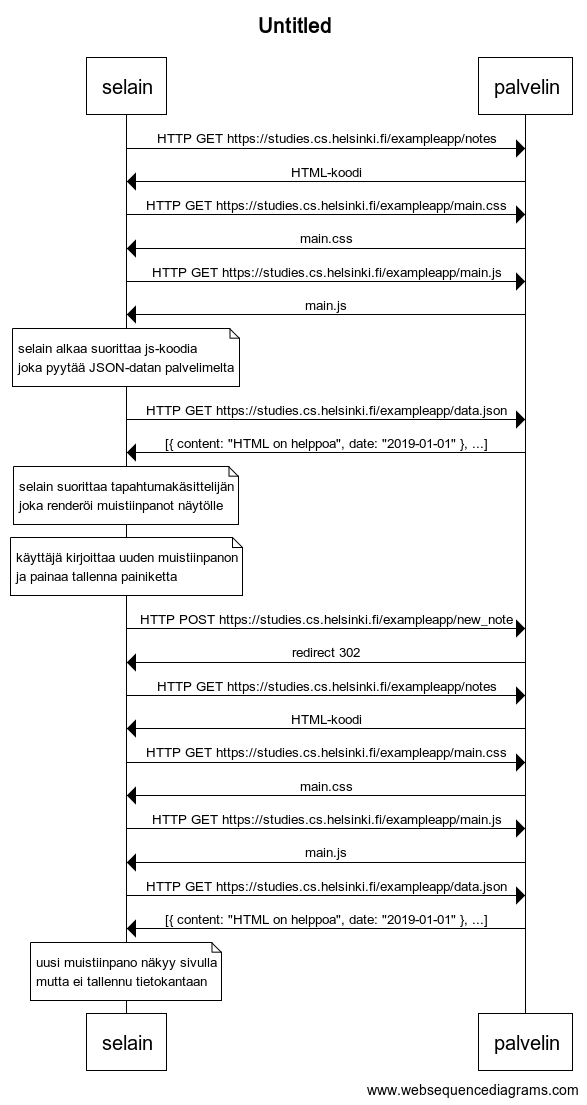 Untitled
selain palvelin
HTTP GET https://studies.cs.helsinki.fi/exampleapp/notes
HTML-koodi
HTTP GET https://studies.cs.helsinki.fi/exampleapp/main.css
main.css
HTTP GET https://studies.cs.helsinki.fi/exampleapp/main.js
main.js
selain alkaa suorittaa js-koodia
joka pyytää JSON-datan palvelimelta
HTTP GET https://studies.cs.helsinki.fi/exampleapp/data.json
[{ content: "HTML on helppoa", date: "2019-01-01" }, ...]
selain suorittaa tapahtumakäsittelijän
joka renderöi muistiinpanot näytölle
käyttäjä kirjoittaa uuden muistiinpanon
ja painaa tallenna painiketta
HTTP POST https://studies.cs.helsinki.fi/exampleapp/new_note
redirect 302
HTTP GET https://studies.cs.helsinki.fi/exampleapp/notes
HTML-koodi
HTTP GET https://studies.cs.helsinki.fi/exampleapp/main.css
main.css
HTTP GET https://studies.cs.helsinki.fi/exampleapp/main.js
main.js
HTTP GET https://studies.cs.helsinki.fi/exampleapp/data.json
[{ content: "HTML on helppoa", date: "2019-01-01" }, ...]
uusi muistiinpano näkyy sivulla
mutta ei tallennu tietokantaan
selain palvelin
www.websequencediagrams.com